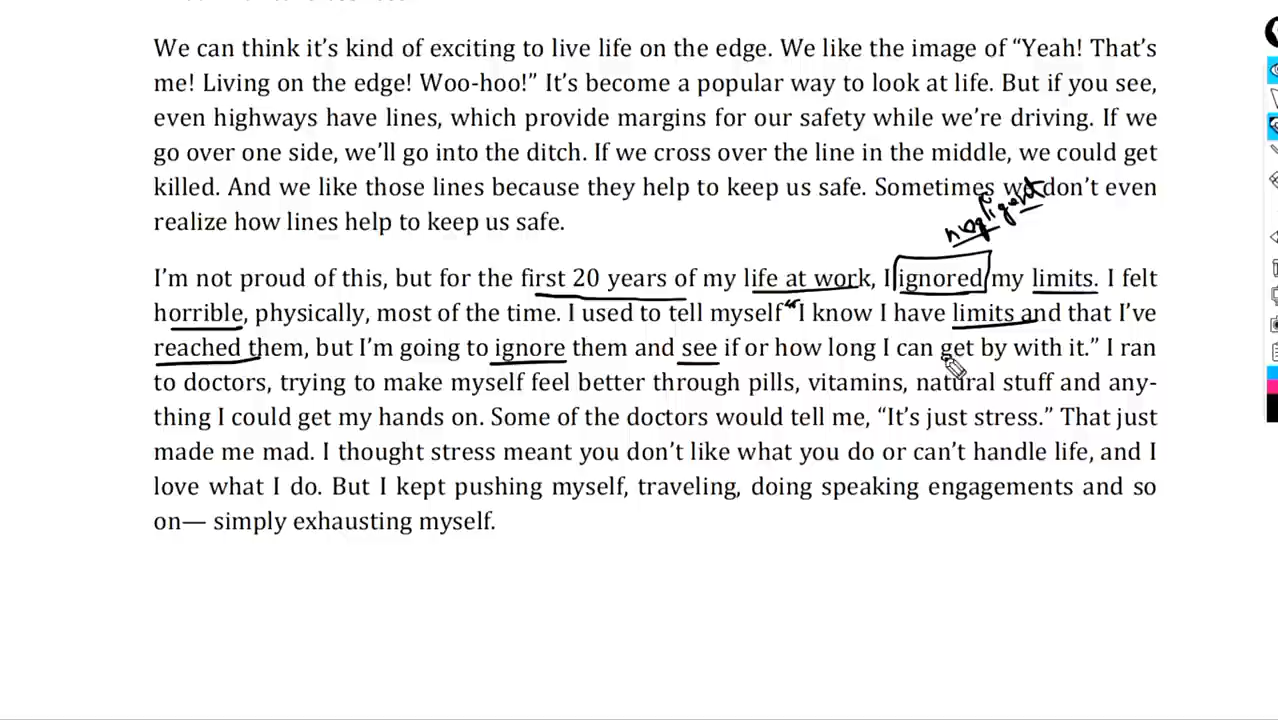 We can think it’s kind of exciting to live life on the edge. We like the image of “Yeah! That’s
me! Living on the edge! Woo-hoo!” It’s become a popular way to look at life. But if you see,
even highways have lines, which provide margins for our safety while we’re driving. If we
go over one side, we’ll go into the ditch. If we cross over the line in the middle, we could get
killed. And we like those lines because they help to keep us safe. Sometimes we don’t even
realize how lines help to keep us safe.
negligent
I’m not proud of this, but for the first 20 years of my life at work, I ignored my limits. I felt
horrible, physically, most of the time. I used to tell myself “I know I have limits and that I’ve
reached them, but I’m going to ignore them and see if or how long I can get by with it.” I ran
to doctors, trying to make myself feel better through pills, vitamins, natural stuff and any-
thing I could get my hands on. Some of the doctors would tell me, “It’s just stress.” That just
made me mad. I thought stress meant you don’t like what you do or can’t handle life, and I
love what I do. But I kept pushing myself, traveling, doing speaking engagements and so
on— simply exhausting myself.